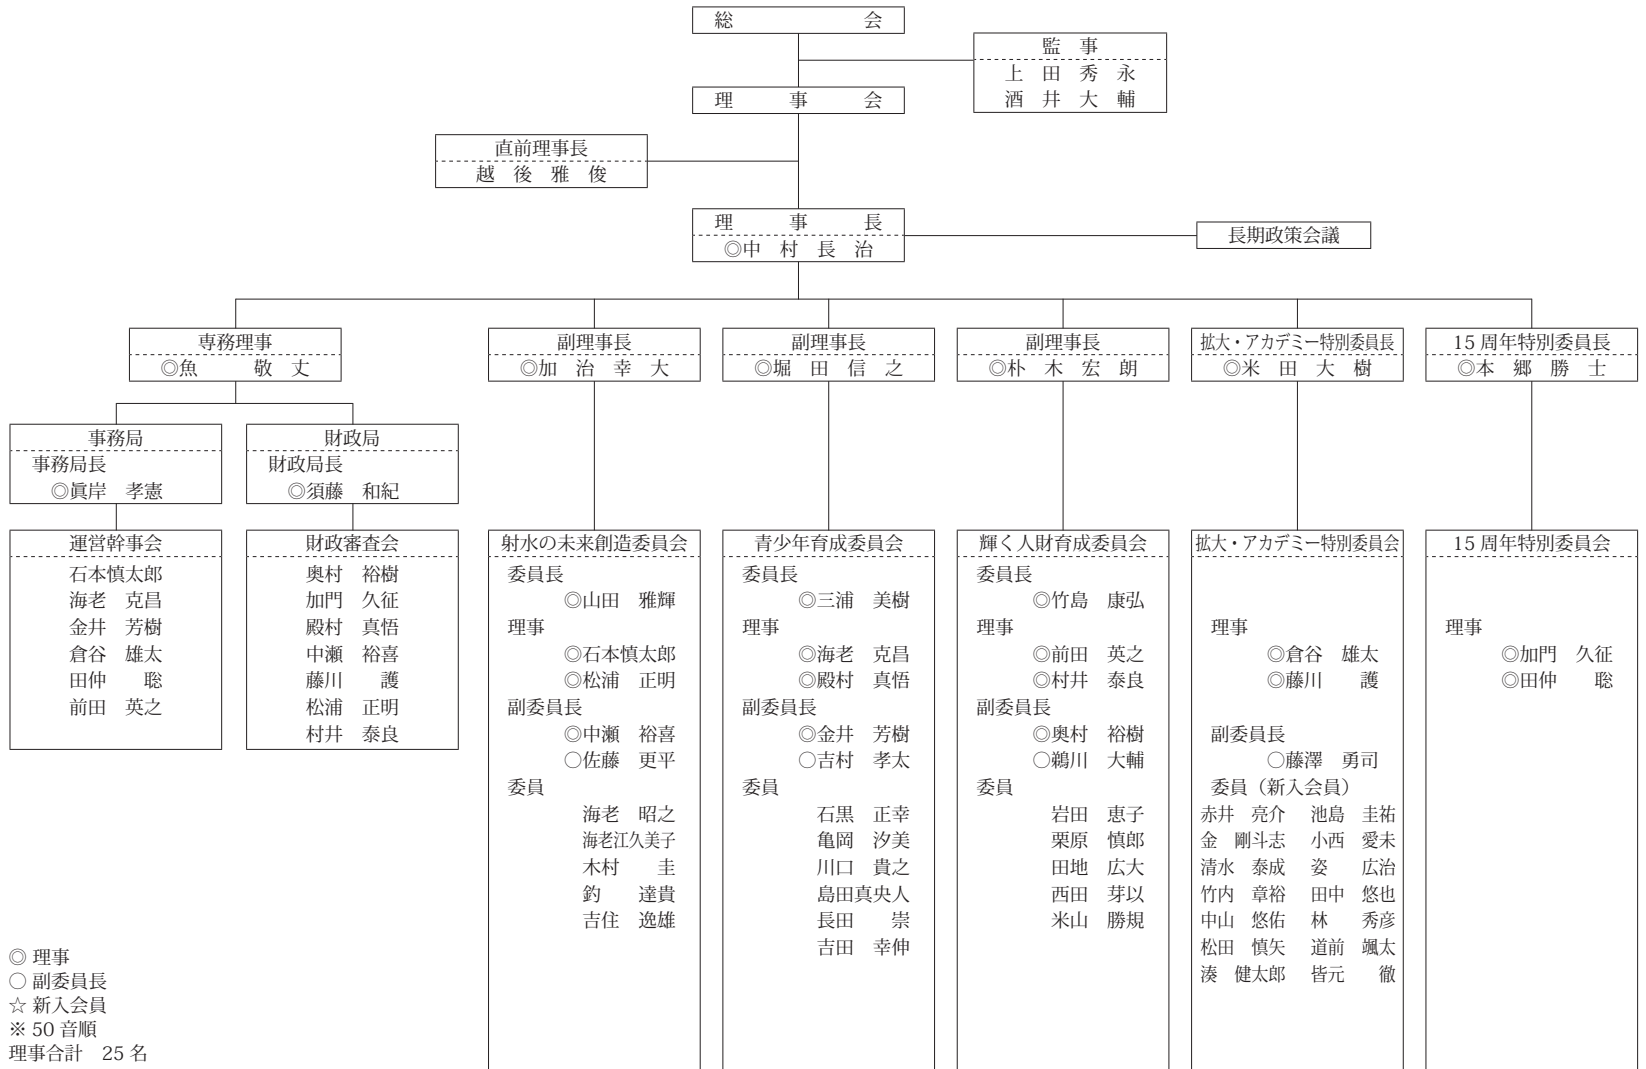 総　会
監　事
上　田　秀　永
酒　井　大　輔
理　事　会
直前理事長
越　後　雅　俊
理　事　長
◎中　村　長　治
長期政策会議
専務理事
◎魚　　敬　丈
副理事長
◎加　治　幸　大
副理事長
◎堀　田　信　之
副理事長
◎朴　木　宏　朗
拡大・アカデミー特別委員長
◎米　田　大　樹
15周年特別委員長
◎本　郷　勝　士
事務局
事務局長
◎眞岸　孝憲
財政局
財政局長
◎須藤　和紀
運営幹事会
石本慎太郎
海老　克昌
金井　芳樹
倉谷　雄太
田仲　　聡
前田　英之
財政審査会
奥村　裕樹
加門　久征
殿村　真悟
中瀬　裕喜
藤川　　護
松浦　正明
村井　泰良
射水の未来創造委員会
委員長
◎山田　雅輝
理事
◎石本慎太郎
◎松浦　正明
副委員長
◎中瀬　裕喜
○佐藤　更平
委員
海老　昭之
海老江久美子
木村　　圭
釣　　達貴
吉住　逸雄
青少年育成委員会
委員長
◎三浦　美樹
理事
◎海老　克昌
◎殿村　真悟
副委員長
◎金井　芳樹
○吉村　孝太
委員
石黒　正幸
亀岡　汐美
川口　貴之
島田真央人
長田　　崇
吉田　幸伸
輝く人財育成委員会
委員長
◎竹島　康弘
理事
◎前田　英之
◎村井　泰良
副委員長
◎奥村　裕樹
○鵜川　大輔
委員
岩田　恵子
栗原　慎郎
田地　広大
西田　芽以
米山　勝規
拡大・アカデミー特別委員会
理事
◎倉谷　雄太
◎藤川　　護
副委員長
○藤澤　勇司
委員（新入会員）
赤井　亮介　池島　圭祐
金　剛斗志　小西　愛未
清水　泰成　姿　　広治
竹内　章裕　田中　悠也
中山　悠佑　林　　秀彦
松田　慎矢　道前　颯太
湊　健太郎　皆元　　徹
15周年特別委員会
理事
◎加門　久征
◎田仲　　聡
◎ 理事
○ 副委員長
☆ 新入会員
※ 50 音順
理事合計　25 名